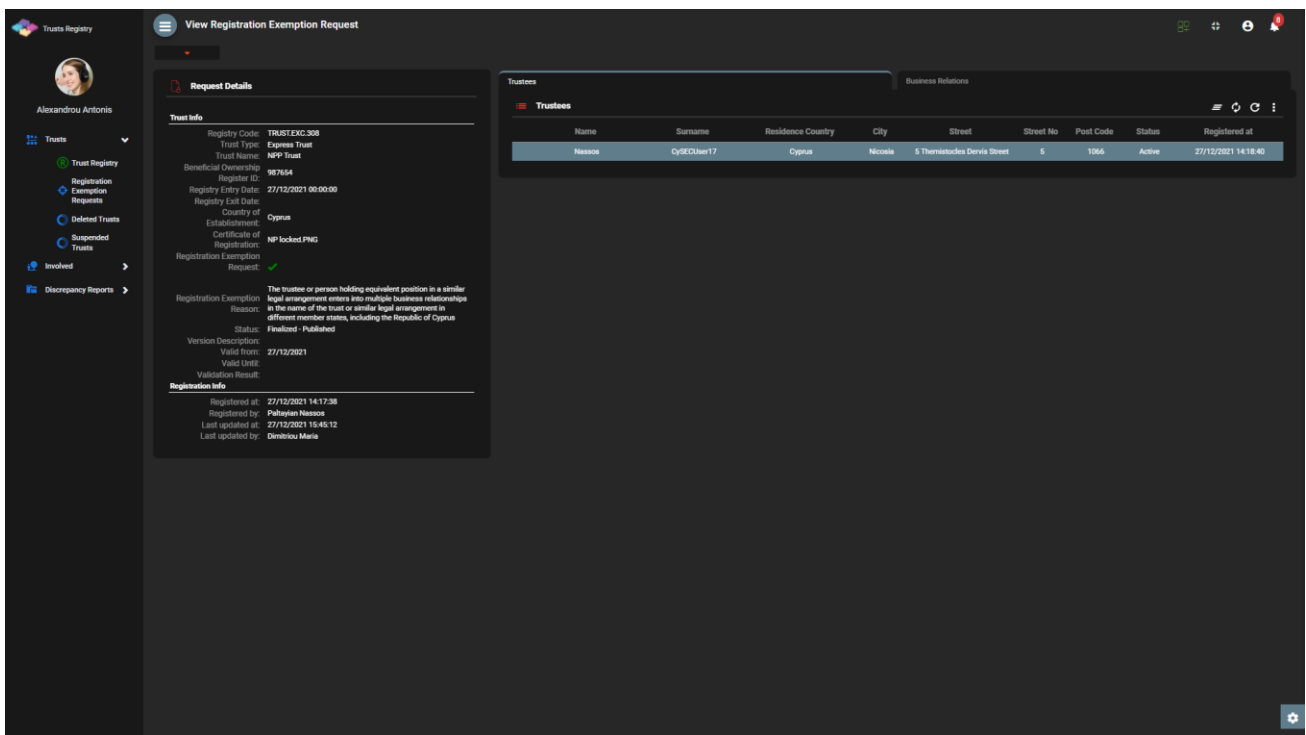 Trusts Registry
View Registration Exemption Request
8
Alexandrou Antonis
Trusts
Trust Registry
Registration
Exemption
Requests
Deleted Trusts
Suspended
Trusts
Involved
Discrepancy Reports
Request Details
Trust Info
Registry Code: TRUST.EXC.308
Trust Type: Express Trust
Trust Name: NPP Trust
Beneficial Ownership
Register ID: 987654
Registry Entry Date: 27/12/2021 00:00:00
Registry Exit Date:
Country of
Establishment: Cyprus
Certificate of
Registration: NP locked.PNG
Registration Exemption
Request:
Registration Exemption
Reason:
The trustee or person holding equivalent position in a similar
legal arrangement enters into multiple business relationships
in the name of the trust or similar legal arrangement in
different member states, including the Republic of Cyprus
Status: Finalized - Published
Version Description:
Valid from: 27/12/2021
Valid Until:
Validation Result:
Registration Info
Registered at: 27/12/2021 14:17:38
Registered by: Paltayian Nassos
Last updated at: 27/12/2021 15:45:12
Last updated by: Dimitriou Maria
Trustees
Business Relations
Trustees
Name Surname Residence Country City Street Street No Post Code Status Registered at
Nassos CySECUser17 Cyprus Nicosia 5 Themistocles Dervis Street 5 1066 Active 27/12/2021 14:18:40